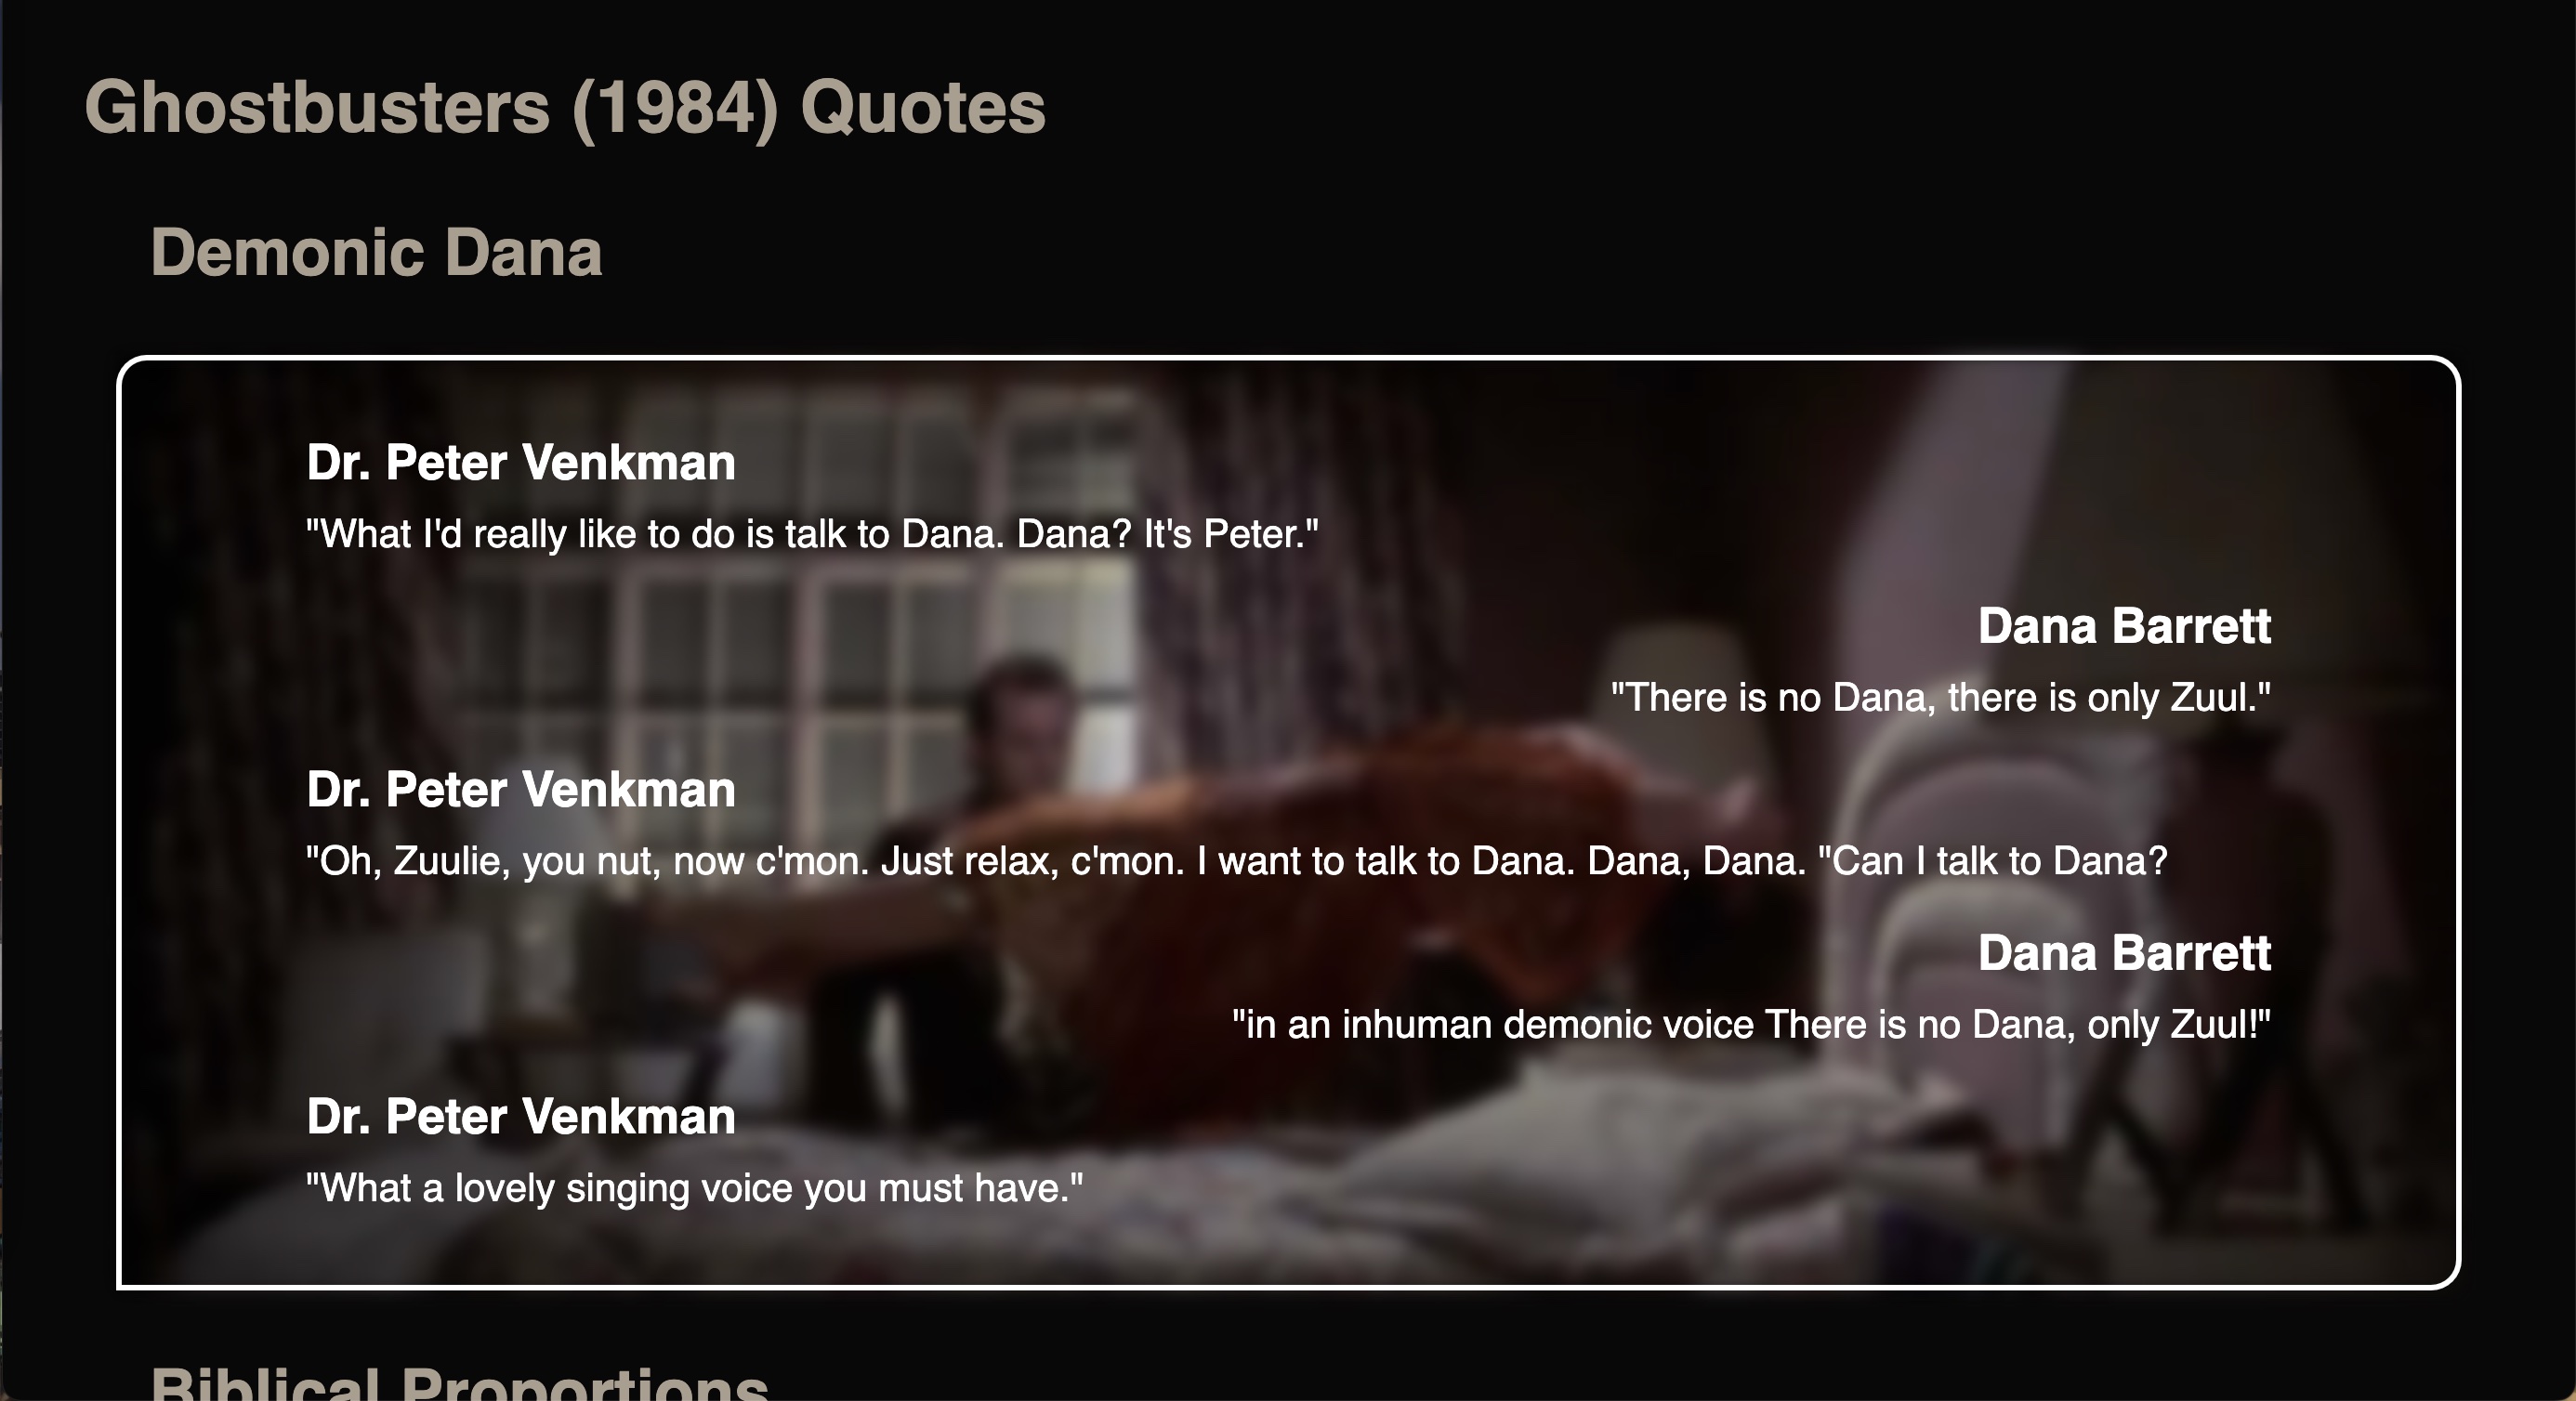 Ghostbusters (1984) Quotes
Demonic Dana
Dr. Peter Venkman
"What I'd really like to do is talk to Dana. Dana? It's Peter."
Dana Barrett
"There is no Dana, there is only Zuul."
Dr. Peter Venkman
"Oh, Zuulie, you nut, now c'mon. Just relax, c'mon. I want to talk to Dana. Dana, Dana. "Can I talk to Dana?
Dana Barrett
"in an inhuman demonic voice There is no Dana, only Zuul!"
Dr. Peter Venkman
"What a lovely singing voice you must have."
Biblical Proportions